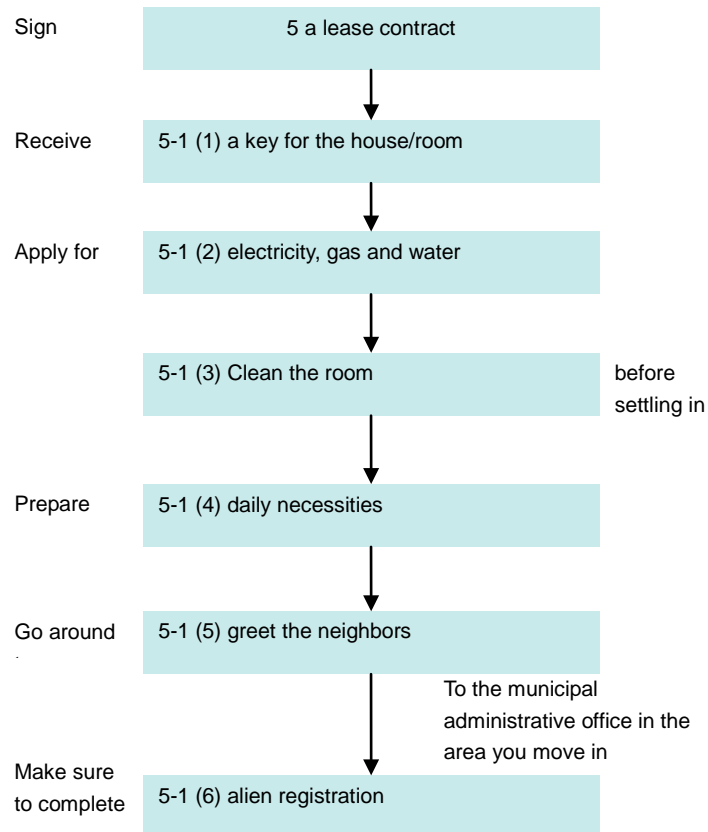 Sign
5 a lease contract
Receive
5-1 (1) a key for the house/room
Apply for
5-1 (2) electricity, gas and water
5-1 (3) Clean the room
before
settling in
Prepare
5-1 (4) daily necessities
Go around
5-1 (5) greet the neighbors
To the municipal
administrative office in the
area you move in
Make sure
to complete
5-1 (6) alien registration